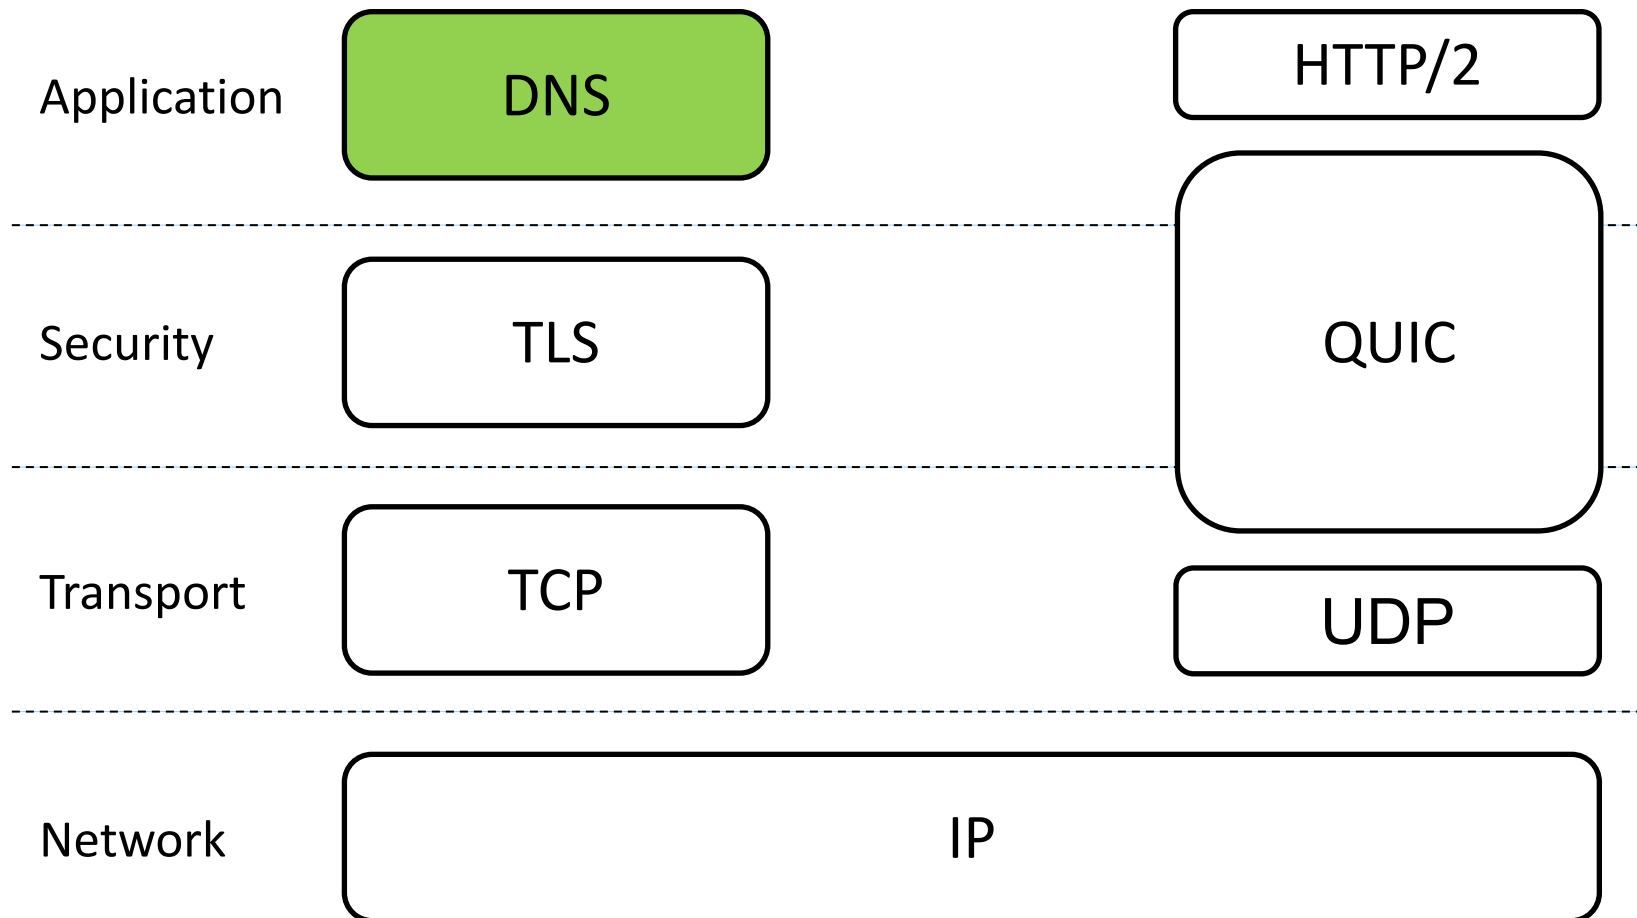 Application
DNS
HTTP/2
Security
TLS
QUIC
Transport
TCP
UDP
Network
IP